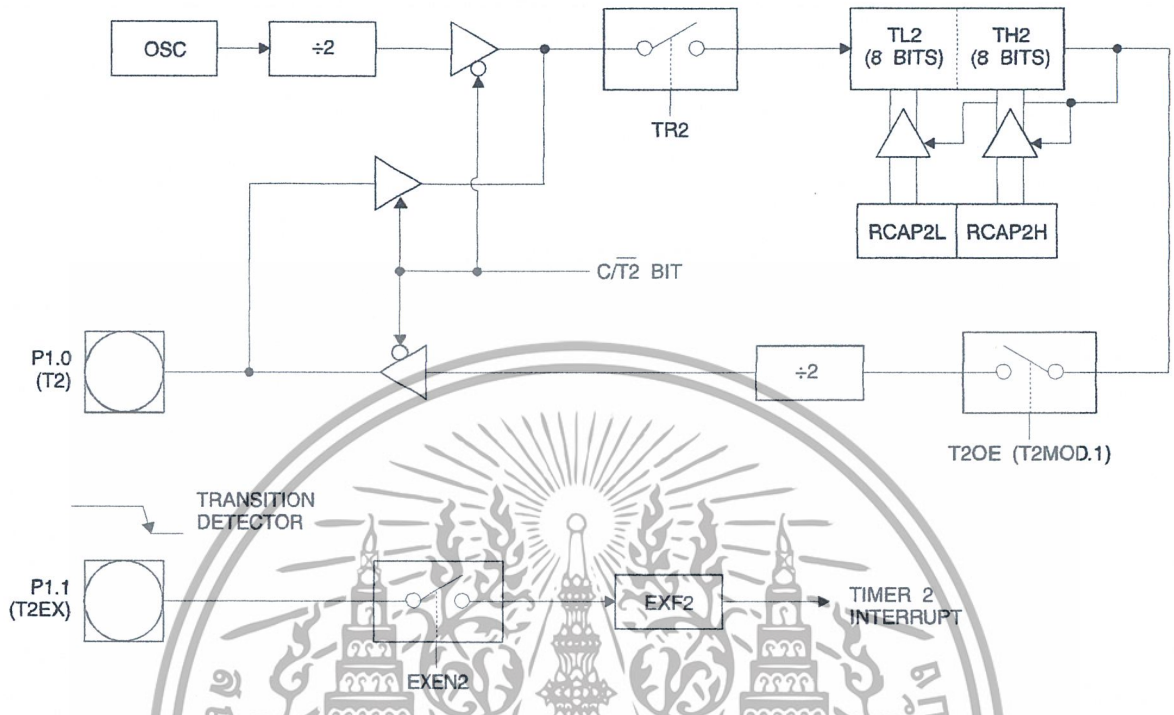 OSC
÷2
TL2
(8 BITS)
TH2
(8 BITS)
TR2
RCAP2L
RCAP2H
C/T̅2̅ BIT
P1.0
(T2)
÷2
T2OE (T2MOD.1)
TRANSITION
DETECTOR
P1.1
(T2EX)
EXF2
TIMER 2
INTERRUPT
EXEN2